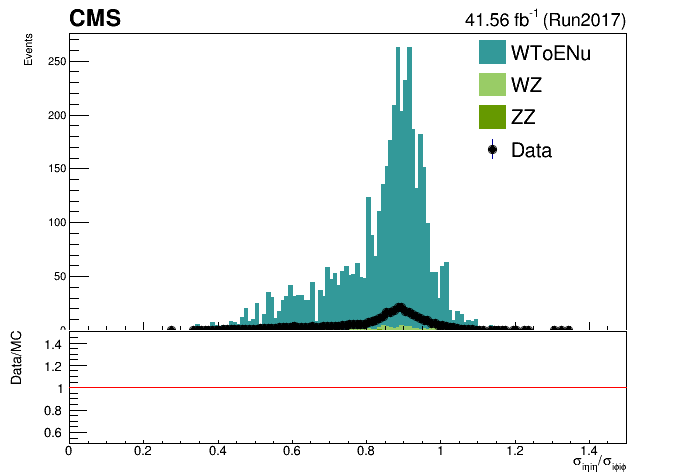 CMS
41.56 fb-1 (Run2017)
Events
250
200
150
100
50
0
WToENu
WZ
ZZ
Data
Data/MC
1.4
1.2
1
0.8
0.6
0 0.2 0.4 0.6 0.8 1 1.2 1.4
σiηiη/σiϕiϕ